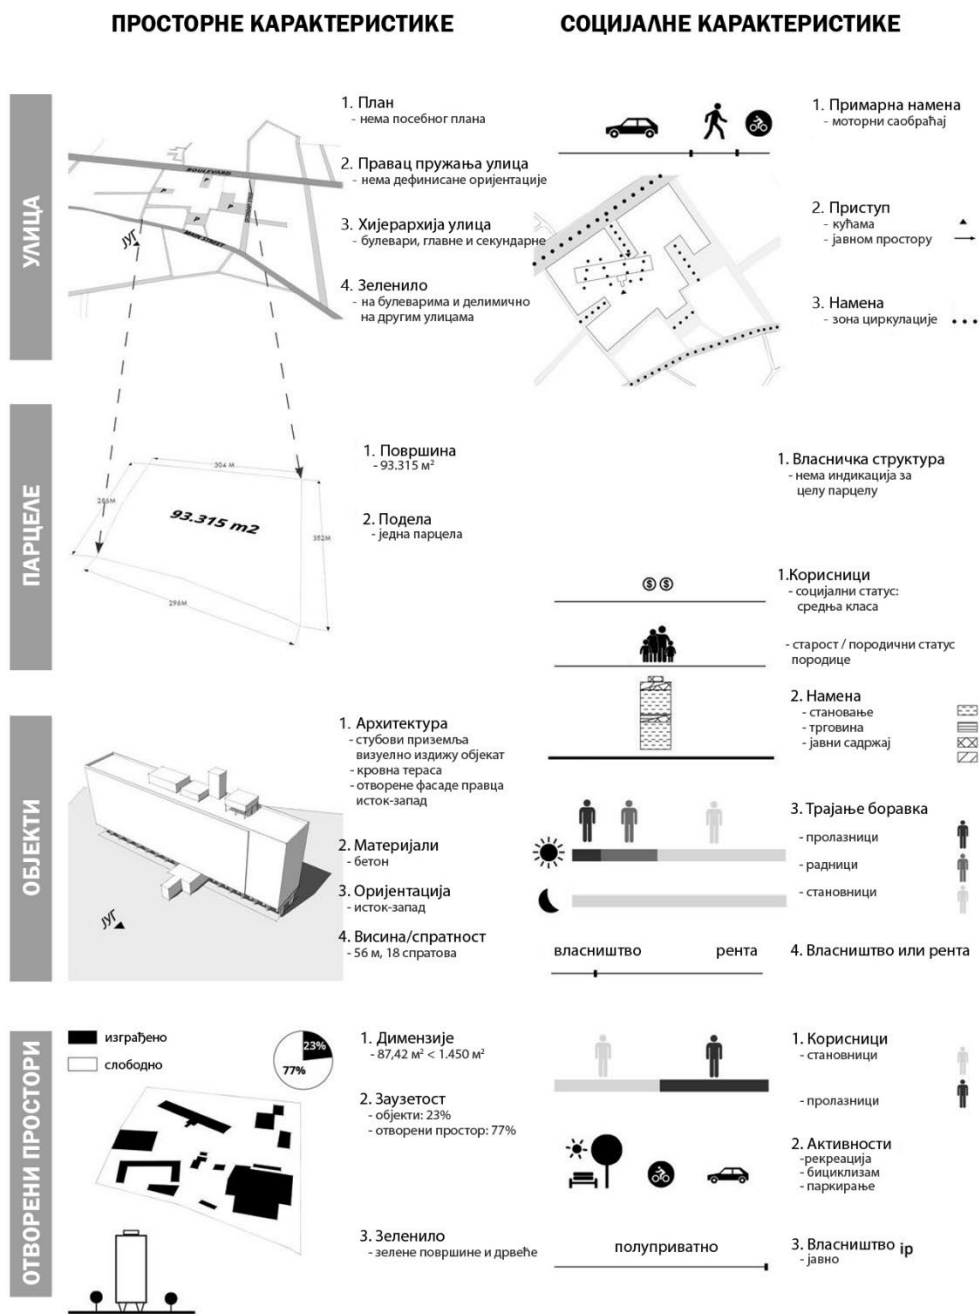 ПРОСТОРНЕ КАРАКТЕРИСТИКЕ
СОЦИЈАЛНЕ КАРАКТЕРИСТИКЕ
УЛИЦА
BOULEVARD
MAIN STREET
P
P
P
P
ЈУГ
1. План
- нема посебног плана
2. Правац пружања улица
- нема дефинисане оријентације
3. Хијерархија улица
- булевари, главне и секундарне
4. Зеленило
- на булеварима и делимично
на другим улицама
1. Примарна намена
- моторни саобраћај
2. Приступ
- кућама
- јавном простору
3. Намена
- зона циркулације
ПАРЦЕЛЕ
304 М
286М
93.315 m2
352М
296М
1. Површина
- 93.315 м²
2. Подела
- једна парцела
1. Власничка структура
- нема индикација за
целу парцелу
1.Корисници
- социјални статус:
средња класа
- старост / породични статус
породице
2. Намена
- становање
- трговина
- јавни садржај
ОБЈЕКТИ
ЈУГ
1. Архитектура
- стубови приземља
визуелно издижу објекат
- кровна тераса
- отворене фасаде правца
исток-запад
2. Материјали
- бетон
3. Оријентација
- исток-запад
4. Висина/спратност
- 56 м, 18 спратова
3. Трајање боравка
- пролазници
- радници
- становници
власништво
рента
4. Власништво или рента
ОТВОРЕНИ ПРОСТОРИ
изграђено
слободно
23%
77%
1. Димензије
- 87,42 м² < 1.450 м²
2. Заузетост
- објекти: 23%
- отворени простор: 77%
3. Зеленило
- зелене површине и дрвеће
1. Корисници
- становници
- пролазници
2. Активности
-рекреација
- бициклизам
- паркирање
полуприватно
3. Власништво ip
- јавно